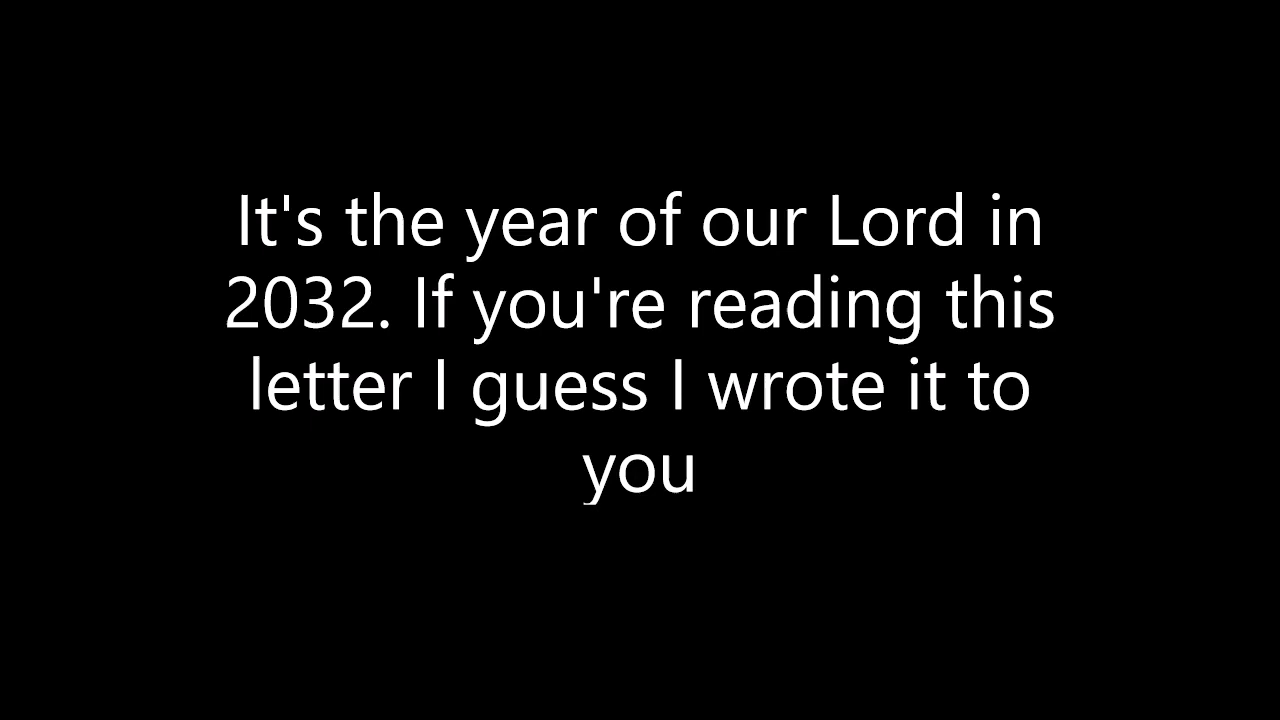 It's the year of our Lord in
2032. If you're reading this
letter I guess I wrote it to
you